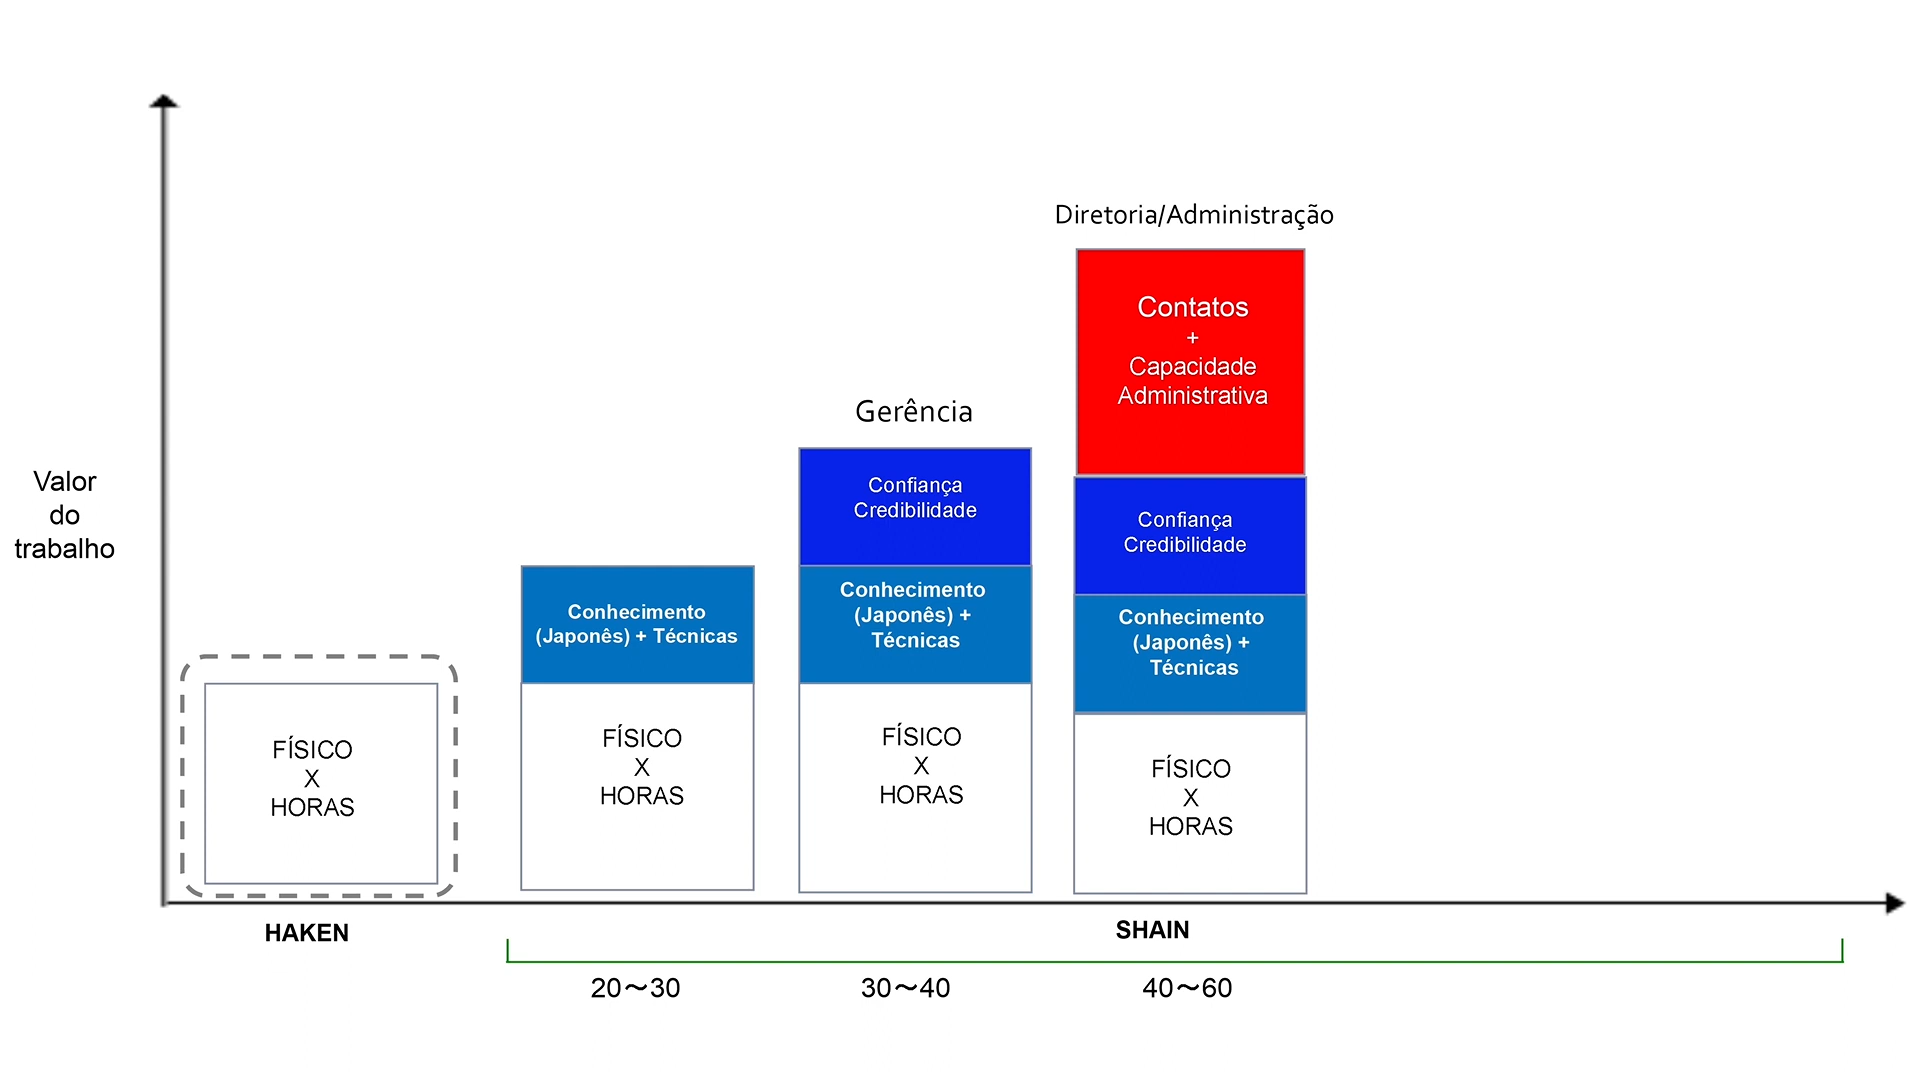 Diretoria/Administração
Contatos
+
Capacidade
Administrativa
Gerência
Confiança
Credibilidade
Confiança
Credibilidade
Valor
do
trabalho
Conhecimento
(Japonês) + Técnicas
Conhecimento
(Japonês) +
Técnicas
Conhecimento
(Japonês) +
Técnicas
FÍSICO
X
HORAS
FÍSICO
X
HORAS
FÍSICO
X
HORAS
FÍSICO
X
HORAS
HAKEN
SHAIN
20〜30
30〜40
40〜60